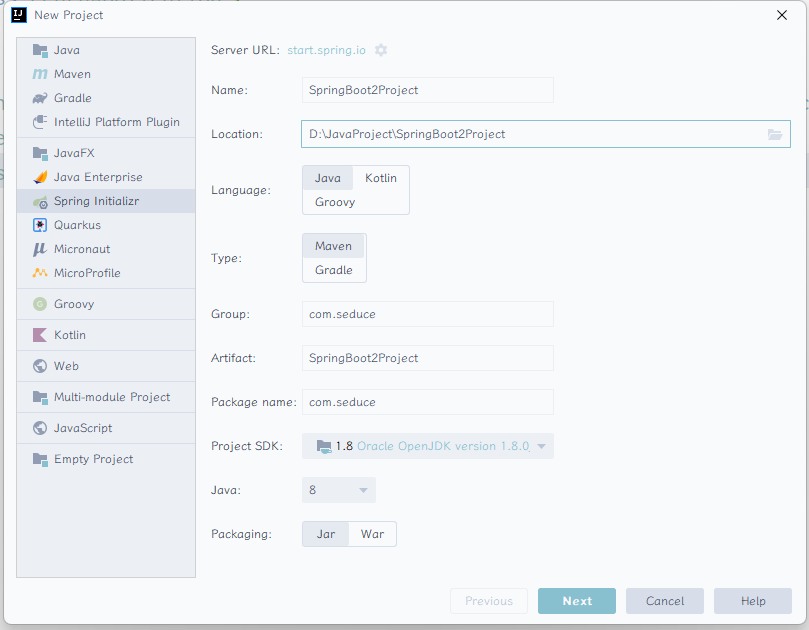 New Project
Java
Maven
Gradle
IntelliJ Platform Plugin
JavaFX
Java Enterprise
Spring Initializr
Quarkus
Micronaut
MicroProfile
Groovy
Kotlin
Web
Multi-module Project
JavaScript
Empty Project
Server URL: start.spring.io
Name: SpringBoot2Project
Location: D:\JavaProject\SpringBoot2Project
Language: Java Kotlin
Groovy
Type: Maven
Gradle
Group: com.seduce
Artifact: SpringBoot2Project
Package name: com.seduce
Project SDK: 1.8 Oracle OpenJDK version 1.8.0_
Java: 8
Packaging: Jar War
Previous Next Cancel Help